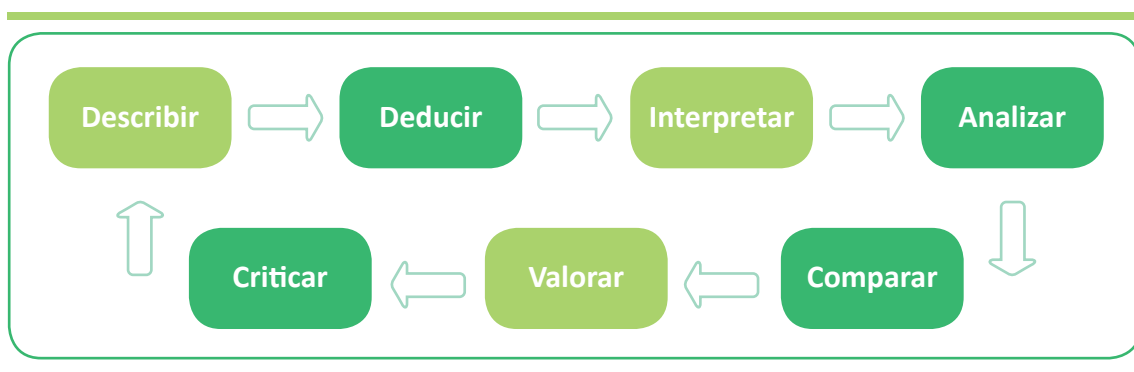 Describir
Deducir
Interpretar
Analizar
Comparar
Valorar
Criticar